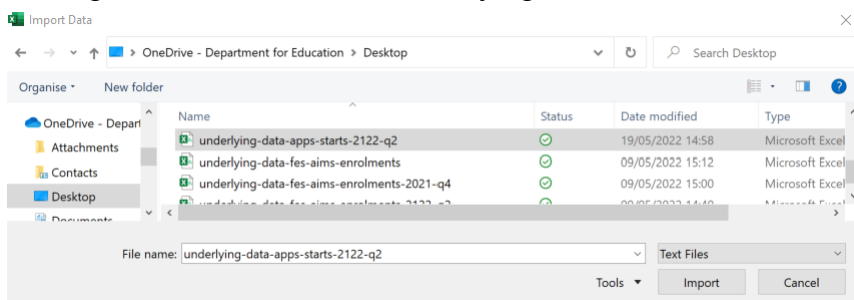 Import Data
OneDrive - Department for Education > Desktop
Search Desktop
Organise
New folder
Name
Status
Date modified
Type
OneDrive - Depart
Attachments
Contacts
Desktop
Documents
underlying-data-apps-starts-2122-q2
19/05/2022 14:58
Microsoft Excel
underlying-data-fes-aims-enrolments
09/05/2022 15:12
Microsoft Excel
underlying-data-fes-aims-enrolments-2021-q4
09/05/2022 15:00
Microsoft Excel
File name: underlying-data-apps-starts-2122-q2
Text Files
Tools
Import
Cancel